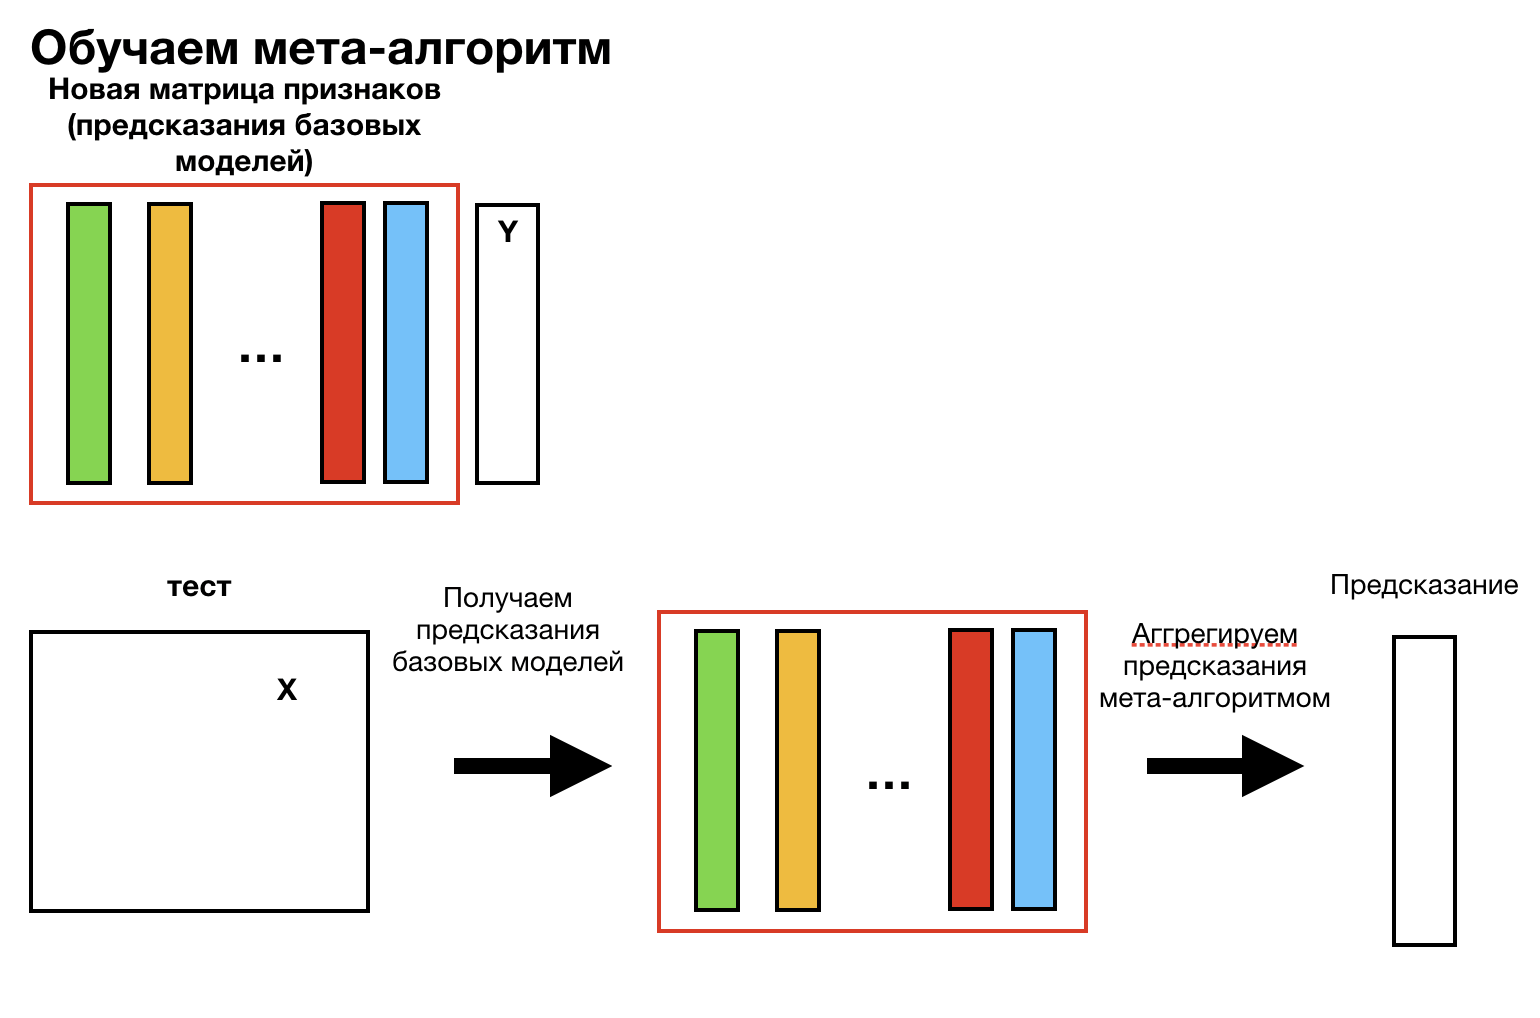 Обучаем мета-алгоритм
Новая матрица признаков
(предсказания базовых
моделей)
Y
...
тест
X
Получаем
предсказания
базовых моделей
...
Аггрегируем
предсказания
мета-алгоритмом
Предсказание